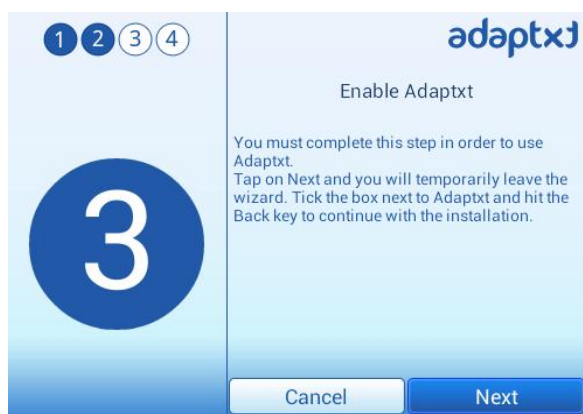 1 2 3 4
adaptxt
Enable Adaptxt
You must complete this step in order to use
Adaptxt.
Tap on Next and you will temporarily leave the
wizard. Tick the box next to Adaptxt and hit the
Back key to continue with the installation.
3
Cancel Next